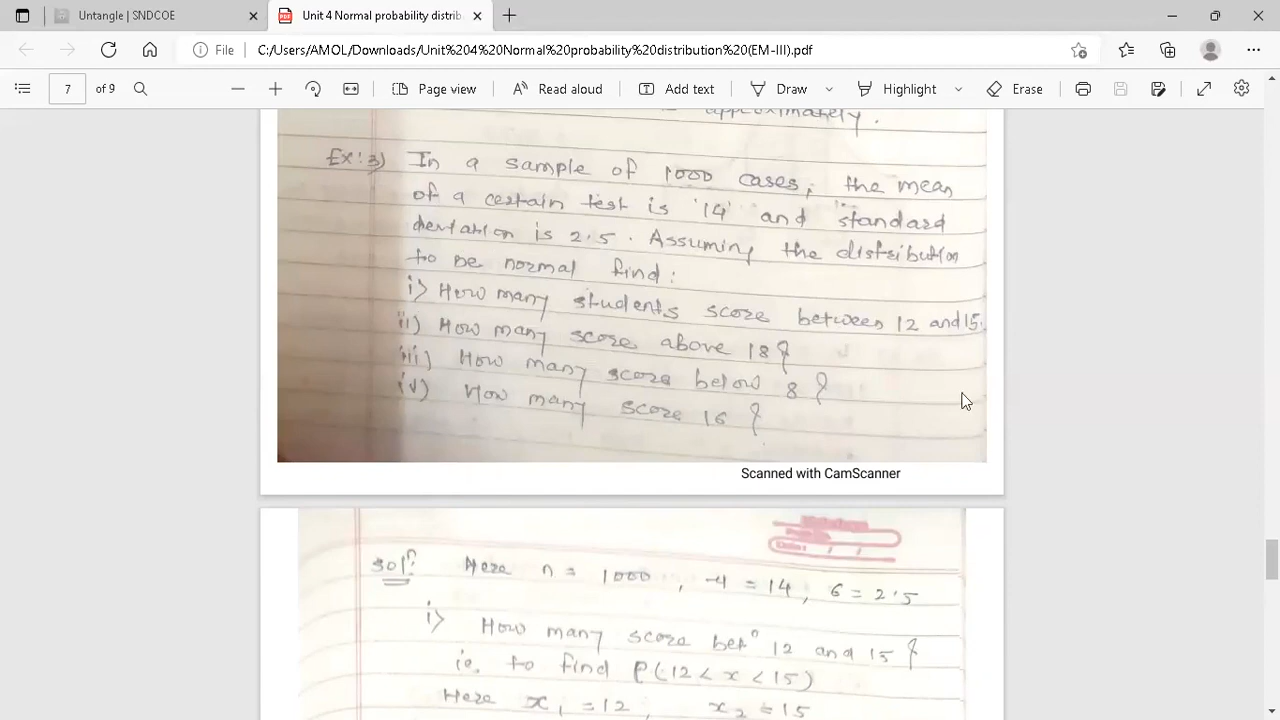 Untangle | SNDCOE
Unit 4 Normal probability distrib
File
C:/Users/AMOL/Downloads/Unit%204%20Normal%20probability%20distribution%20(EM-III).pdf
7 of 9
Page view
Read aloud
Add text
Draw
Highlight
Erase
approximately.
Ex: 3) In a sample of 1000 cases, the mean
of a certain test is '14' and standard
deviation is 2.5. Assuming the distribution
to be normal find:
i) How many students score between 12 and 15.
ii) How many score above 18?
iii) How many score below 8?
iv) How many score 16?
Scanned with CamScanner
Soln: Here n = 1000, μ = 14, σ = 2.5
i) How many score betn 12 and 15?
ie. to find P(12 < x < 15)
Here x1 = 12, x2 = 15